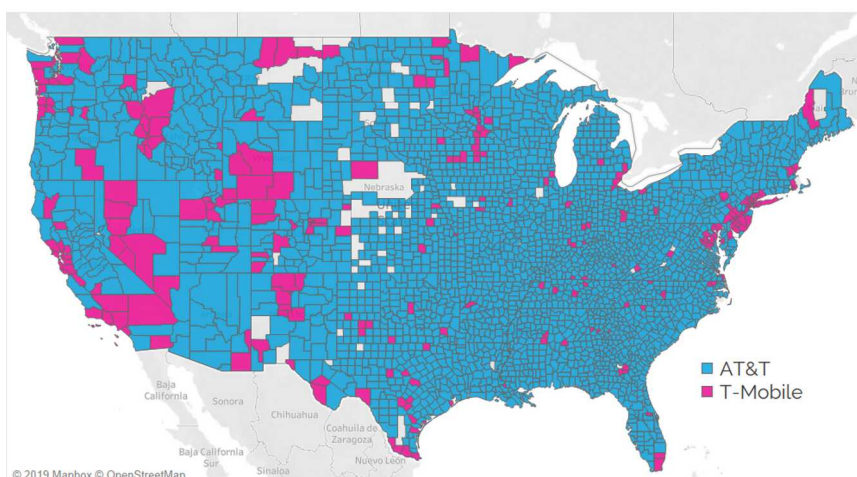 Nebraska
AT&T
T-Mobile
Baja
California
Sonora
Chihuahua
Coahuila de
Zaragoza
Baja California
Sur
Sinaloa
Nuevo León
© 2019 Mapbox © OpenStreetMap